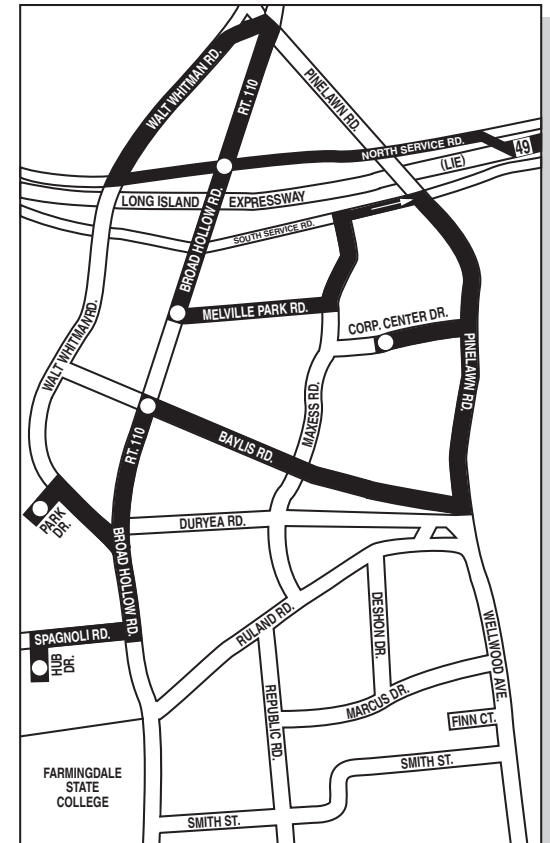 WALT WHITMAN RD.
RT. 110
PINELAWN RD.
NORTH SERVICE RD.
49
(LIE)
LONG ISLAND EXPRESSWAY
BROAD HOLLOW RD.
SOUTH SERVICE RD.
MELVILLE PARK RD.
CORP. CENTER DR.
WALT WHITMAN RD.
PINELAWN RD.
MAXESS RD.
RT. 110
BAYLIS RD.
PARK
DR.
DURYEA RD.
BROAD HOLLOW RD.
RULAND RD.
DESHON DR.
WELLWOOD AVE.
SPAGNOLI RD.
HUB
DR.
REPUBLIC RD.
MARCUS DR.
FINN CT.
FARMINGDALE
STATE
COLLEGE
SMITH ST.
SMITH ST.